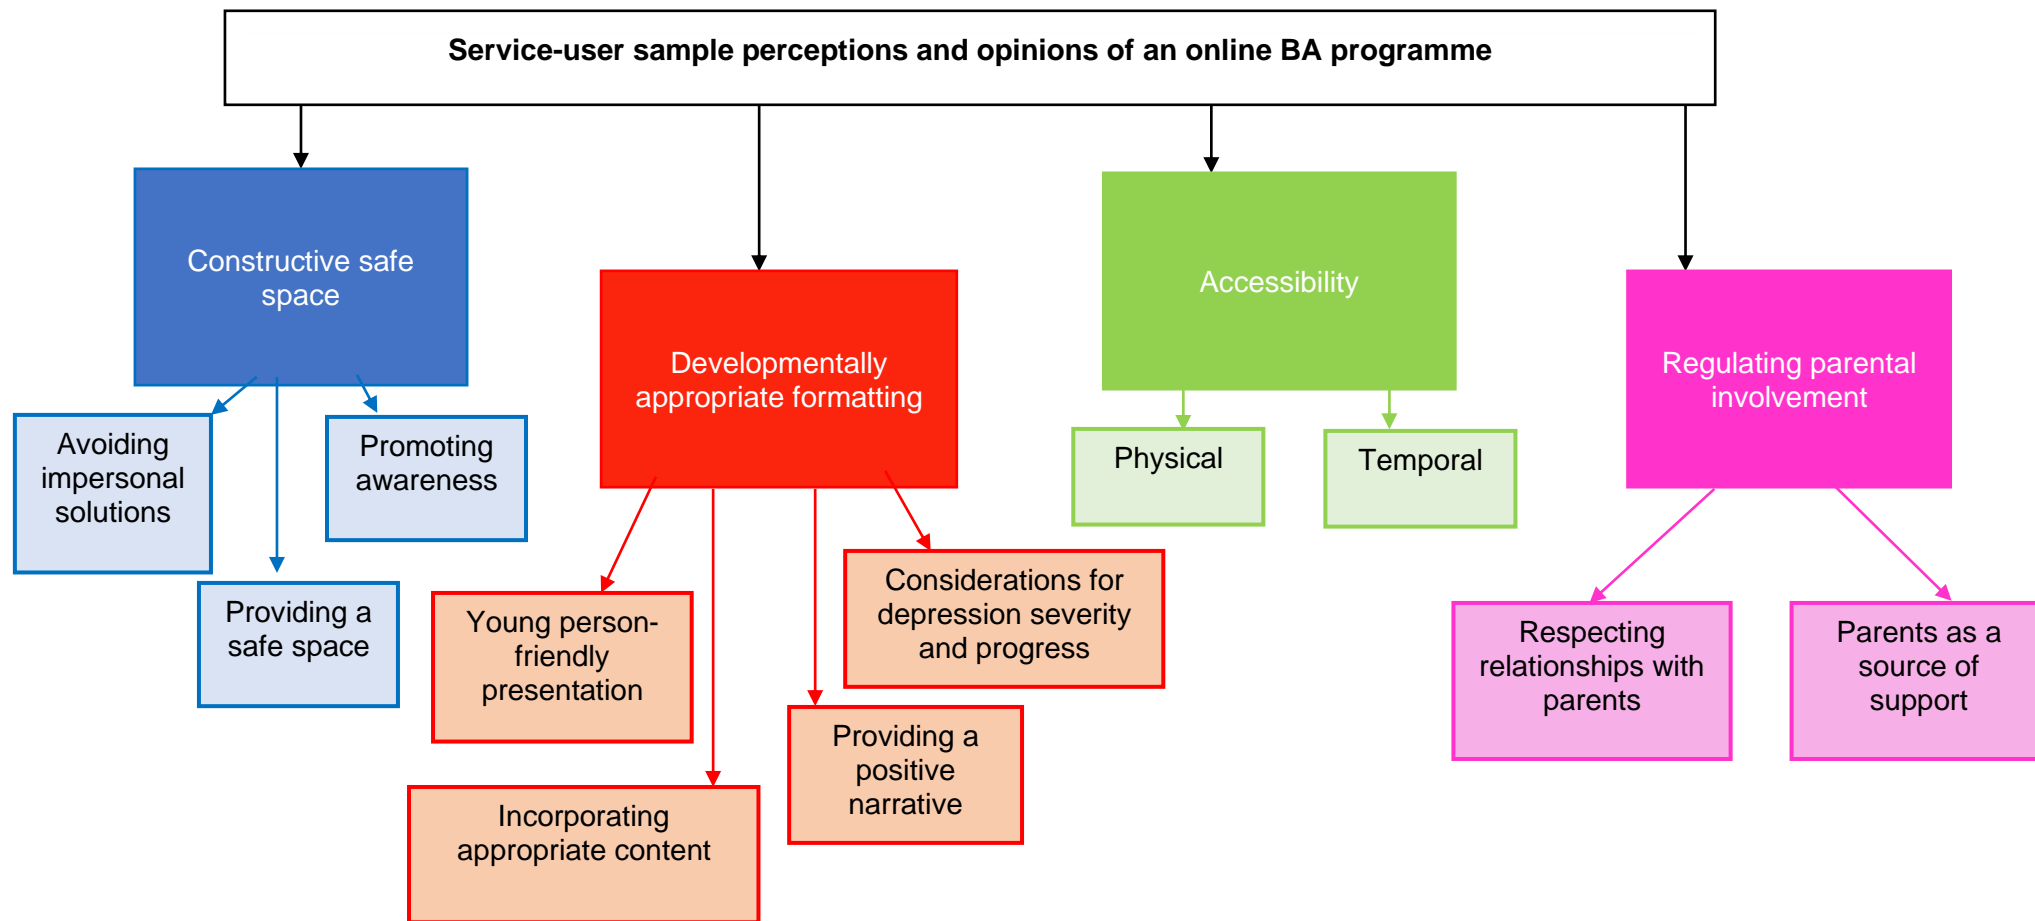 Service-user sample perceptions and opinions of an online BA programme
Constructive safe
space
Developmentally
appropriate formatting
Accessibility
Regulating parental
involvement
Avoiding
impersonal
solutions
Providing a
safe space
Promoting
awareness
Young person-
friendly
presentation
Incorporating
appropriate content
Providing a
positive
narrative
Considerations for
depression severity
and progress
Physical
Temporal
Respecting
relationships with
parents
Parents as a
source of
support